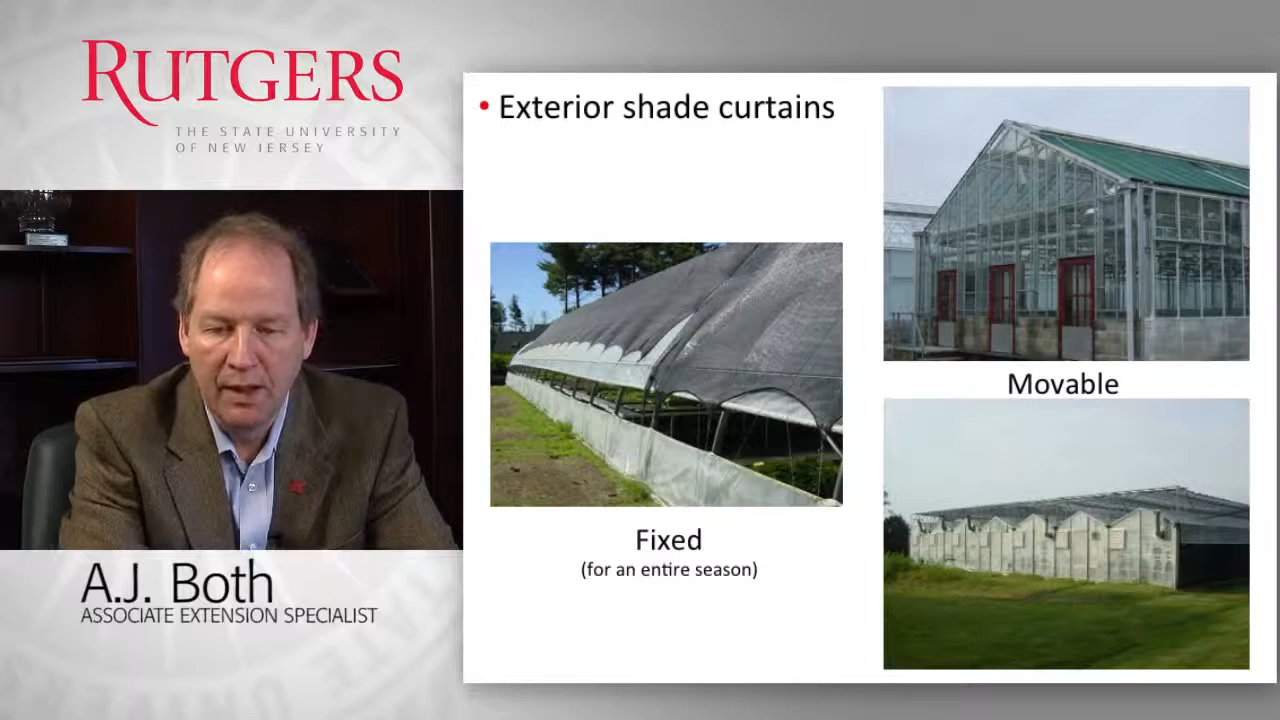 RUTGERS
THE STATE UNIVERSITY
OF NEW JERSEY
A.J. Both
ASSOCIATE EXTENSION SPECIALIST
• Exterior shade curtains
Fixed
(for an entire season)
Movable